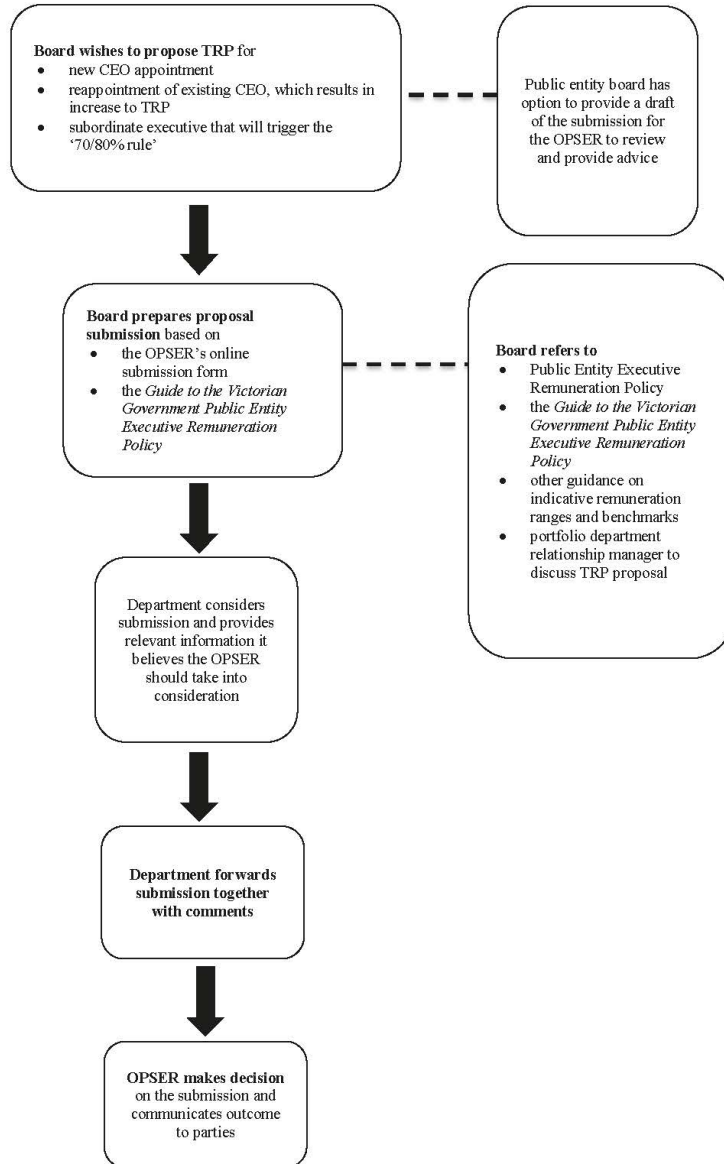 Board wishes to propose TRP for
• new CEO appointment
• reappointment of existing CEO, which results in
increase to TRP
• subordinate executive that will trigger the
‘70/80% rule’
Public entity board has
option to provide a draft
of the submission for
the OPSER to review
and provide advice
Board prepares proposal
submission based on
• the OPSER’s online
submission form
• the Guide to the Victorian
Government Public Entity
Executive Remuneration
Policy
Board refers to
• Public Entity Executive
Remuneration Policy
• the Guide to the Victorian
Government Public Entity
Executive Remuneration
Policy
• other guidance on
indicative remuneration
ranges and benchmarks
• portfolio department
relationship manager to
discuss TRP proposal
Department considers
submission and provides
relevant information it
believes the OPSER
should take into
consideration
Department forwards
submission together
with comments
OPSER makes decision
on the submission and
communicates outcome
to parties